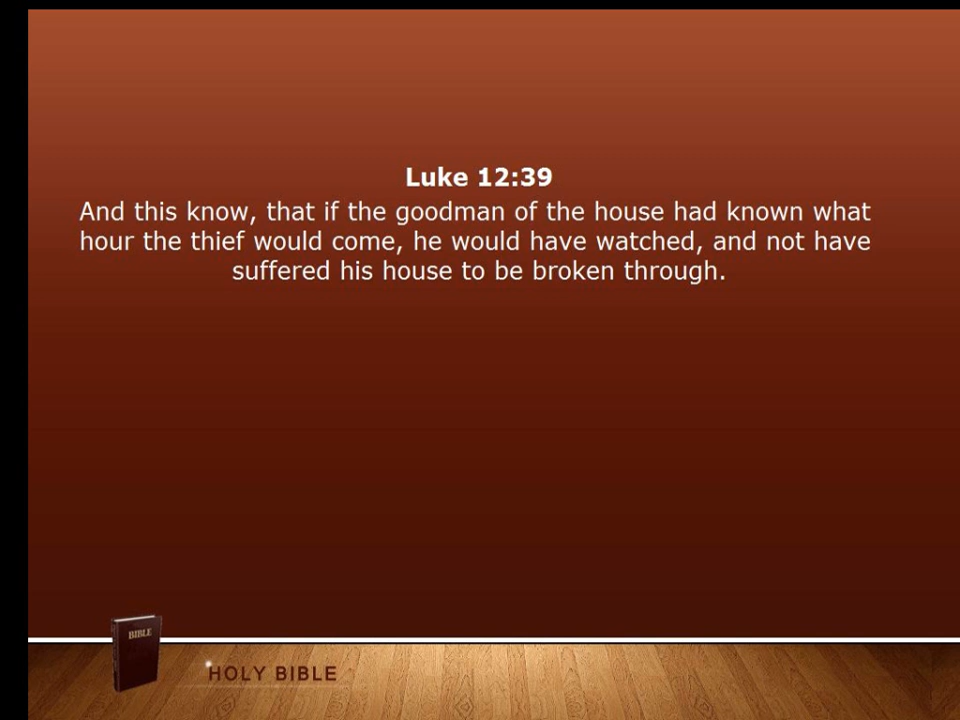 Luke 12:39
And this know, that if the goodman of the house had known what
hour the thief would come, he would have watched, and not have
suffered his house to be broken through.
BIBLE
HOLY BIBLE